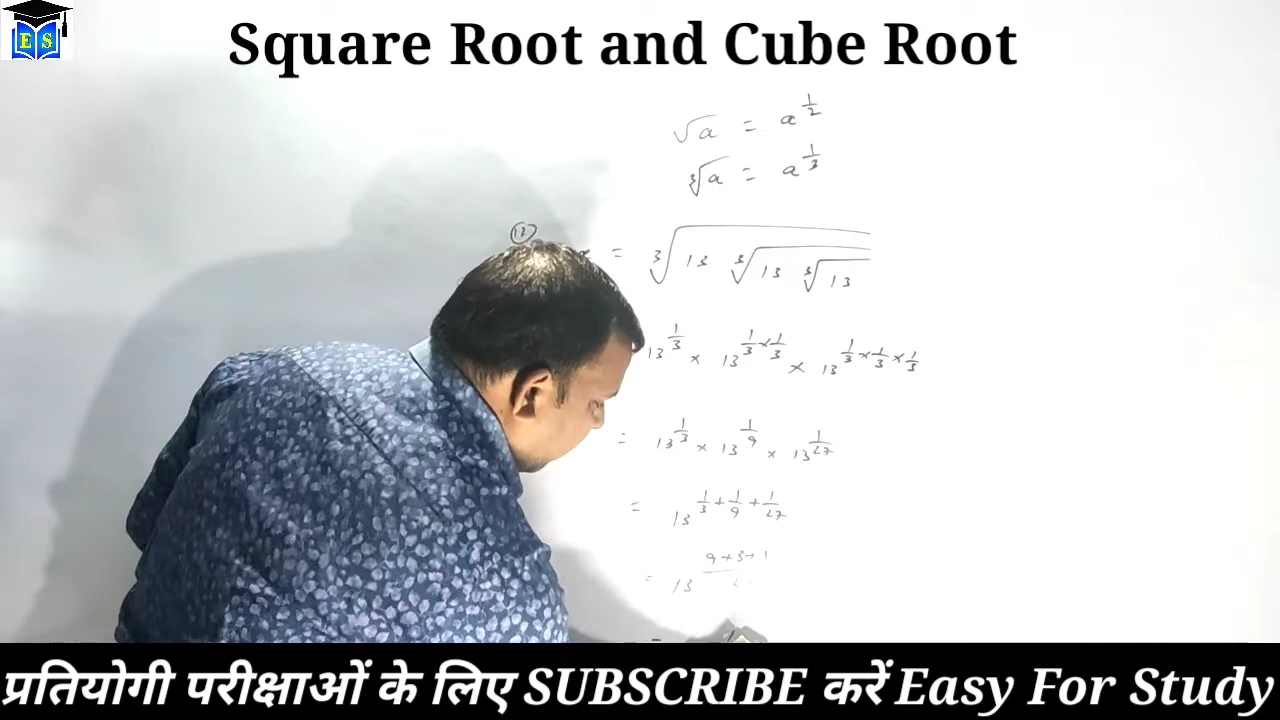 E S
Square Root and Cube Root
√a = a^(1/2)
∛a = a^(1/3)
(12)
= ∛(13 ∛(13 ∛13))
13^(1/3) × 13^(1/3×1/3) × 13^(1/3×1/3×1/3)
= 13^(1/3) × 13^(1/9) × 13^(1/27)
= 13^(1/3+1/9+1/27)
= 13^(9+3+1/
=
प्रतियोगी परीक्षाओं के लिए SUBSCRIBE करें Easy For Study